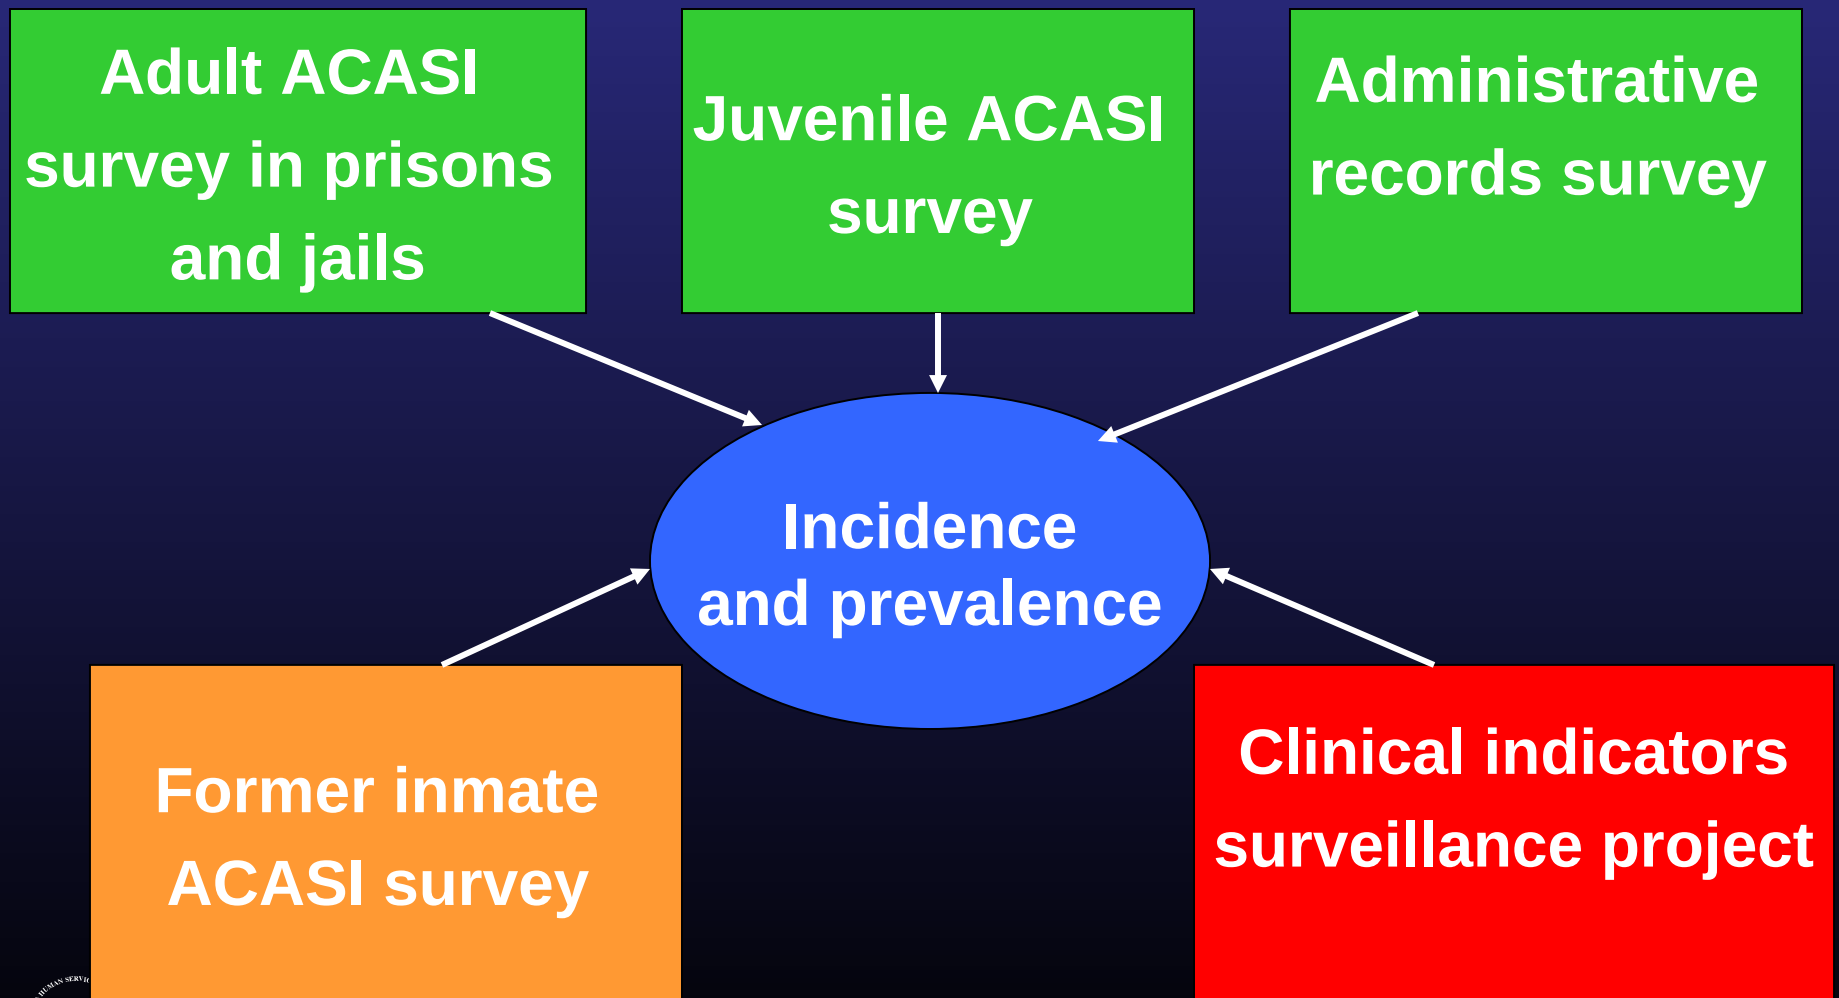 Adult ACASI
survey in prisons
and jails
Juvenile ACASI
survey
Administrative
records survey
Incidence
and prevalence
Former inmate
ACASI survey
Clinical indicators
surveillance project
HUMAN